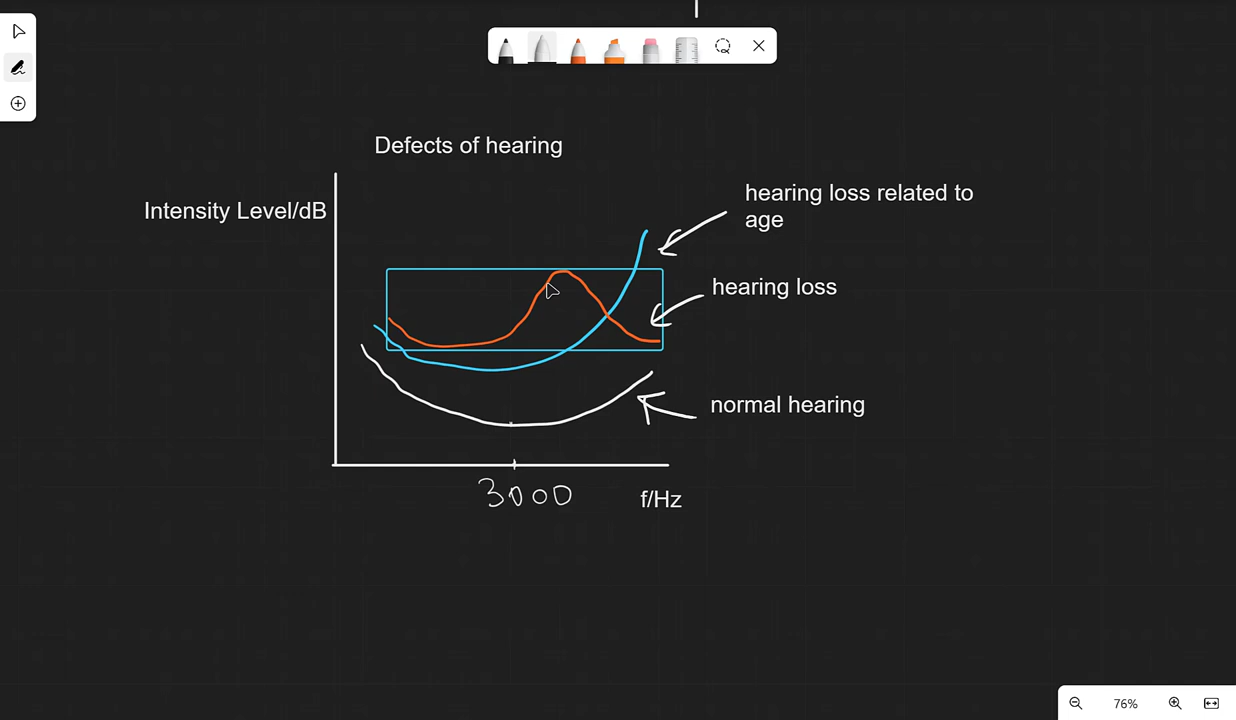 Defects of hearing
hearing loss related to
age
Intensity Level/dB
hearing loss
normal hearing
3000
f/Hz
76%